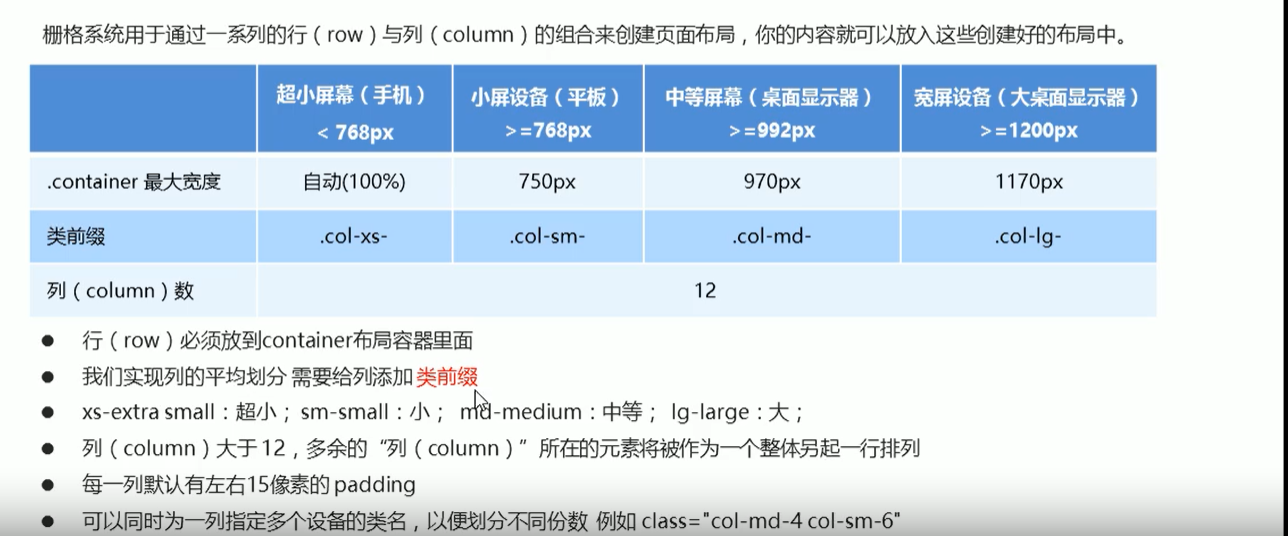 栅格系统用于通过一系列的行（row）与列（column）的组合来创建页面布局，你的内容就可以放入这些创建好的布局中。
超小屏幕（手机） 小屏设备（平板） 中等屏幕（桌面显示器） 宽屏设备（大桌面显示器）
< 768px >=768px >=992px >=1200px
.container 最大宽度 自动(100%) 750px 970px 1170px
类前缀 .col-xs- .col-sm- .col-md- .col-lg-
列（column）数 12
● 行（row）必须放到container布局容器里面
● 我们实现列的平均划分 需要给列添加 类前缀
● xs-extra small：超小； sm-small：小； md-medium：中等； lg-large：大；
● 列（column）大于 12，多余的“列（column）”所在的元素将被作为一个整体另起一行排列
● 每一列默认有左右15像素的 padding
● 可以同时为一列指定多个设备的类名，以便划分不同份数 例如 class="col-md-4 col-sm-6"